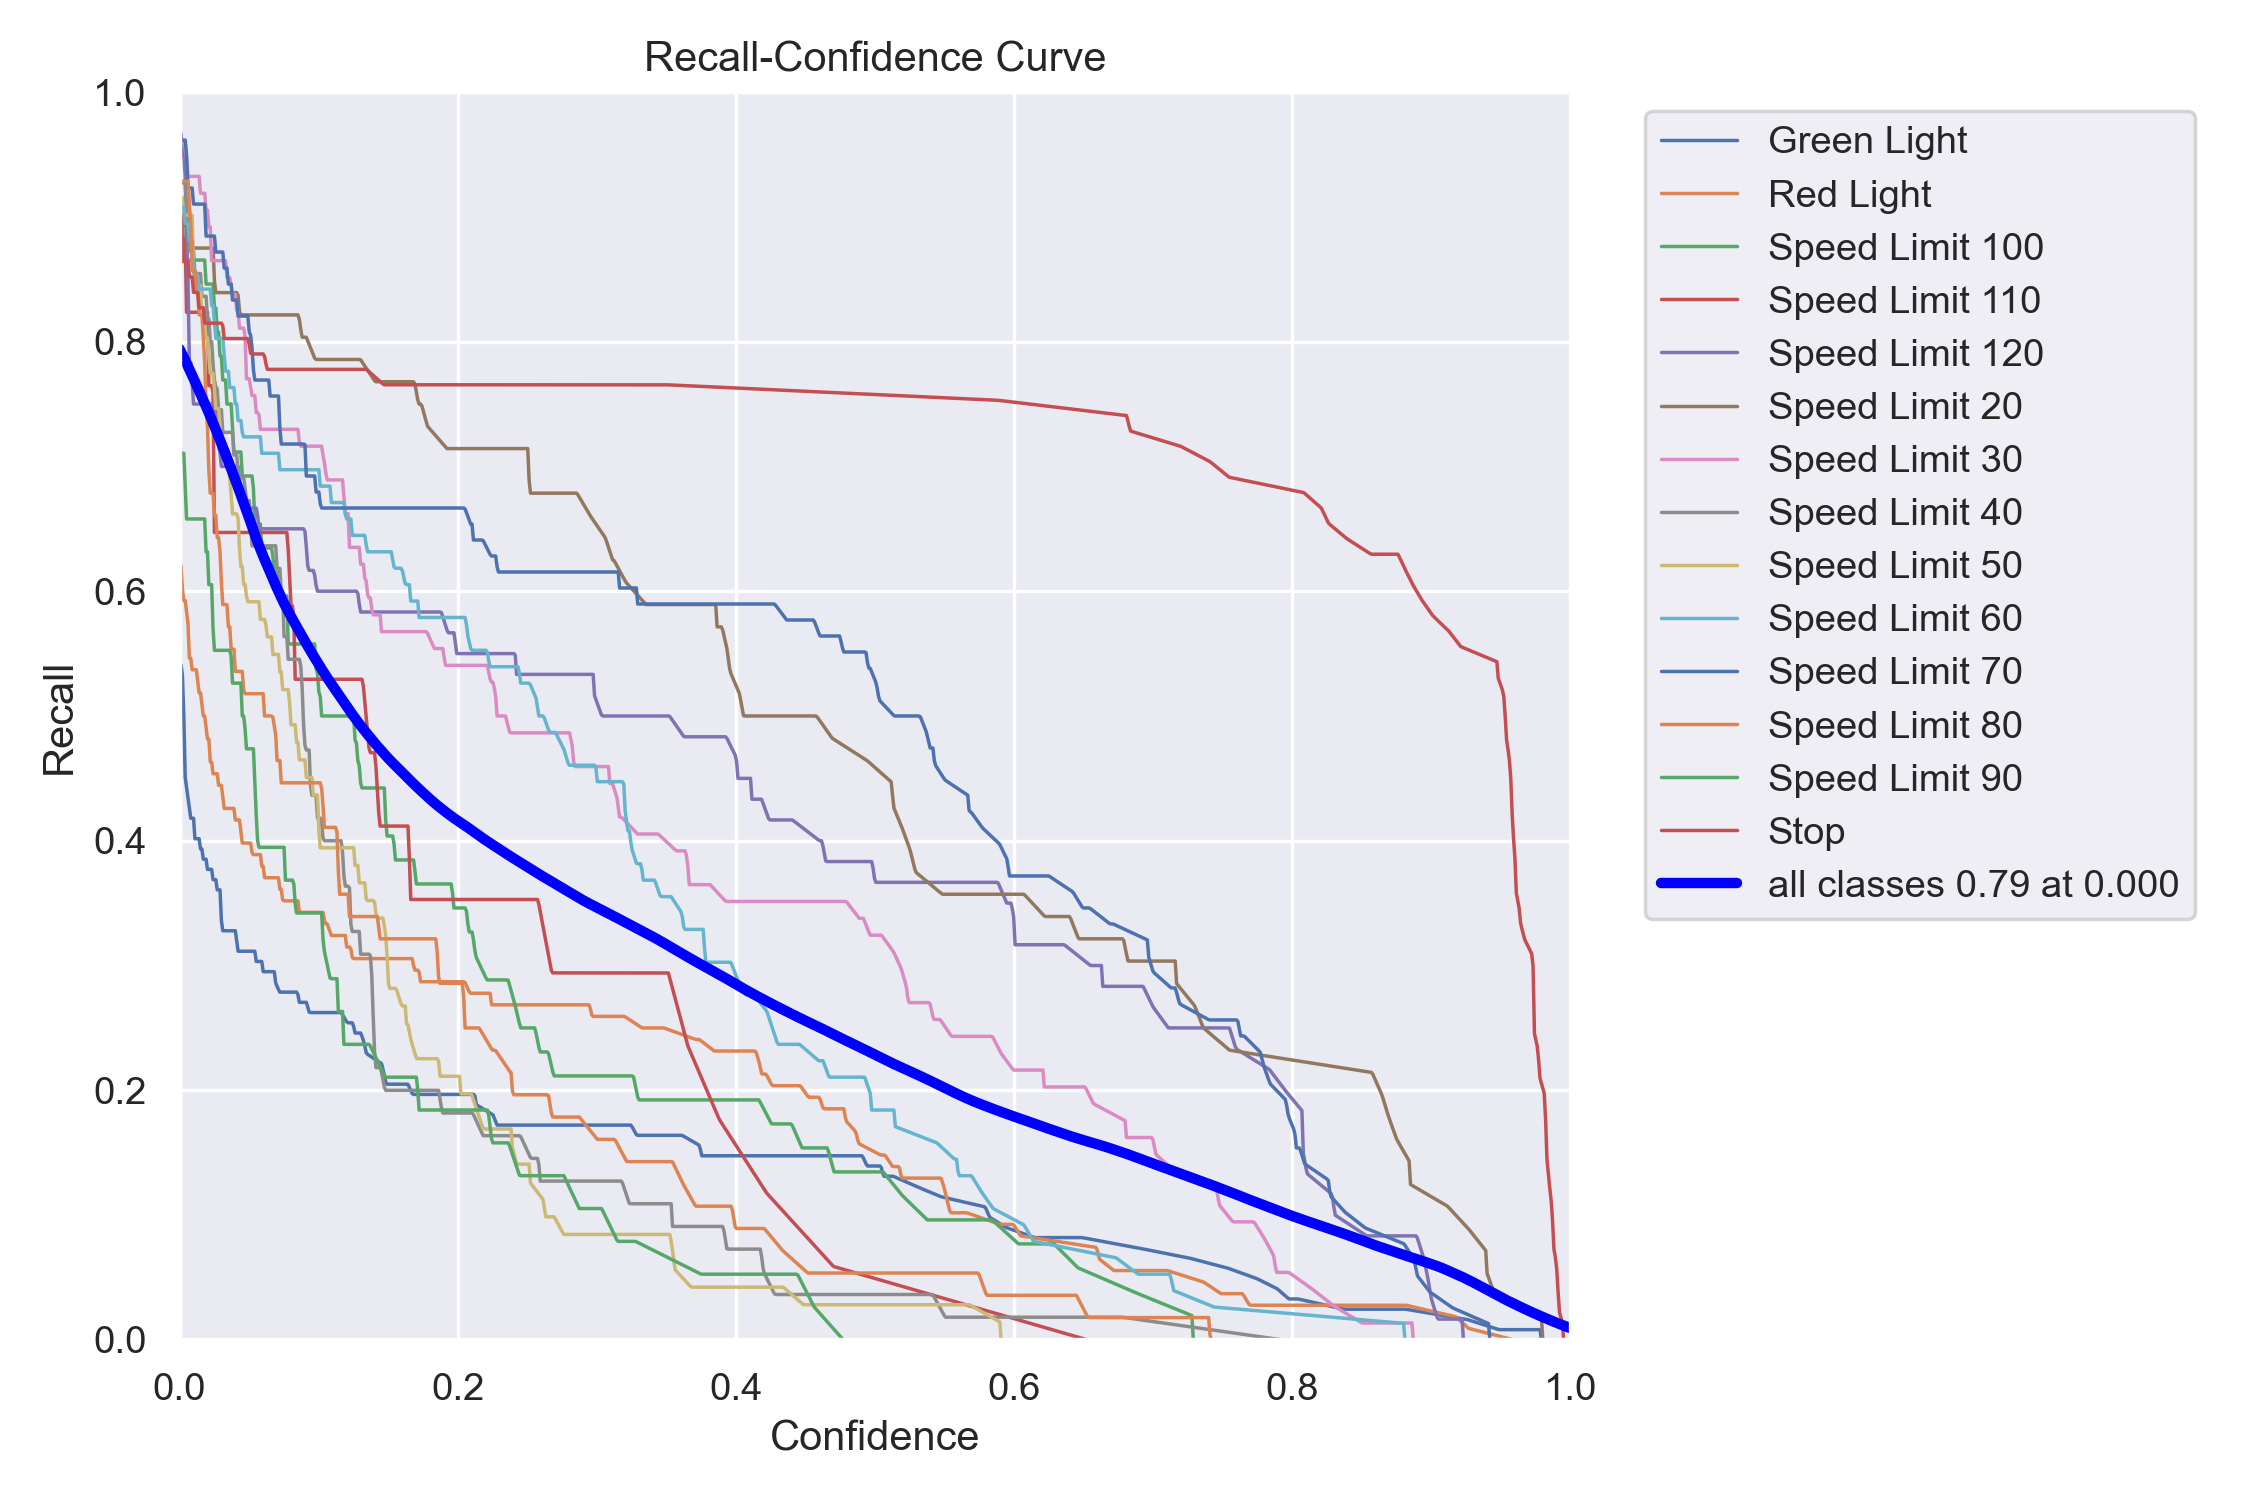 Recall-Confidence Curve
1.0
0.8
0.6
0.4
0.2
0.0
Recall
0.0 0.2 0.4 0.6 0.8 1.0
Confidence
Green Light
Red Light
Speed Limit 100
Speed Limit 110
Speed Limit 120
Speed Limit 20
Speed Limit 30
Speed Limit 40
Speed Limit 50
Speed Limit 60
Speed Limit 70
Speed Limit 80
Speed Limit 90
Stop
all classes 0.79 at 0.000